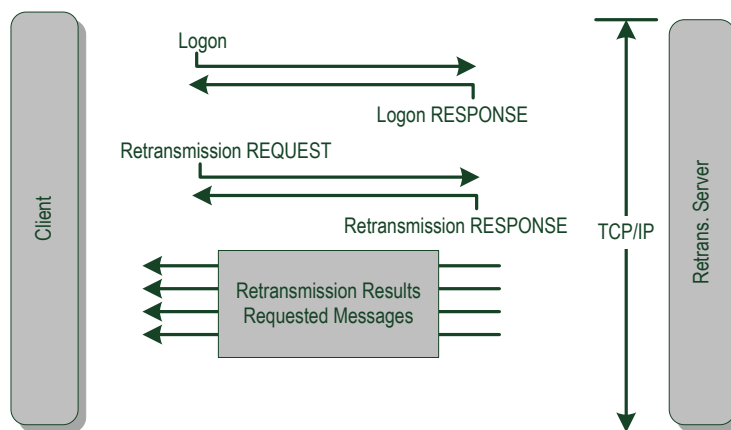 Logon
Logon RESPONSE
Retransmission REQUEST
Retransmission RESPONSE
Client
TCP/IP
Retrans. Server
Retransmission Results
Requested Messages